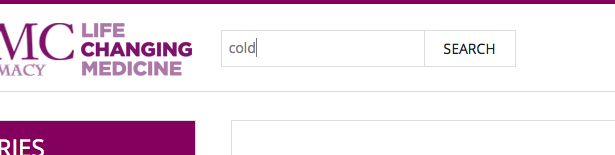 MC
MACY
LIFE
CHANGING
MEDICINE
cold
SEARCH
RIES